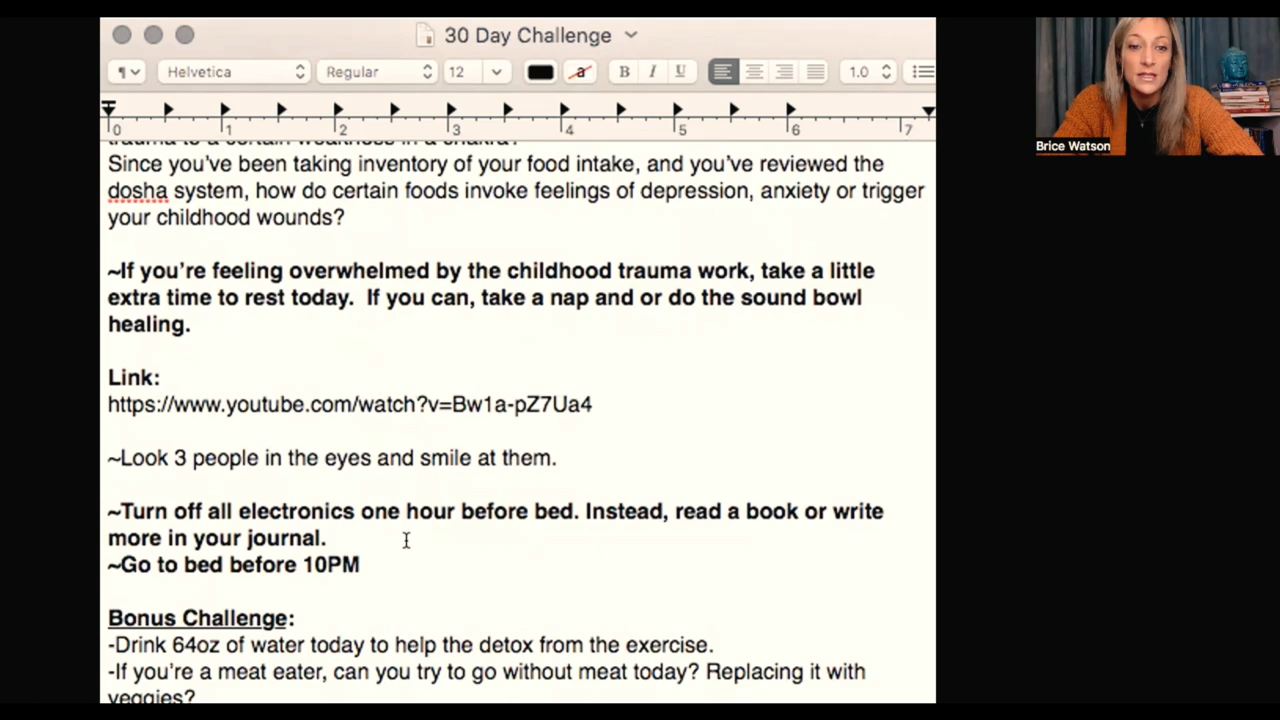 30 Day Challenge
Helvetica Regular 12 a B I U 1.0
0 1 2 3 4 5 6 7
trauma to a certain weakness in a chakra?
Since you've been taking inventory of your food intake, and you've reviewed the
dosha system, how do certain foods invoke feelings of depression, anxiety or trigger
your childhood wounds?
~If you're feeling overwhelmed by the childhood trauma work, take a little
extra time to rest today.  If you can, take a nap and or do the sound bowl
healing.
Link:
https://www.youtube.com/watch?v=Bw1a-pZ7Ua4
~Look 3 people in the eyes and smile at them.
~Turn off all electronics one hour before bed. Instead, read a book or write
more in your journal.
~Go to bed before 10PM
Bonus Challenge:
-Drink 64oz of water today to help the detox from the exercise.
-If you're a meat eater, can you try to go without meat today? Replacing it with
veggies?
Brice Watson